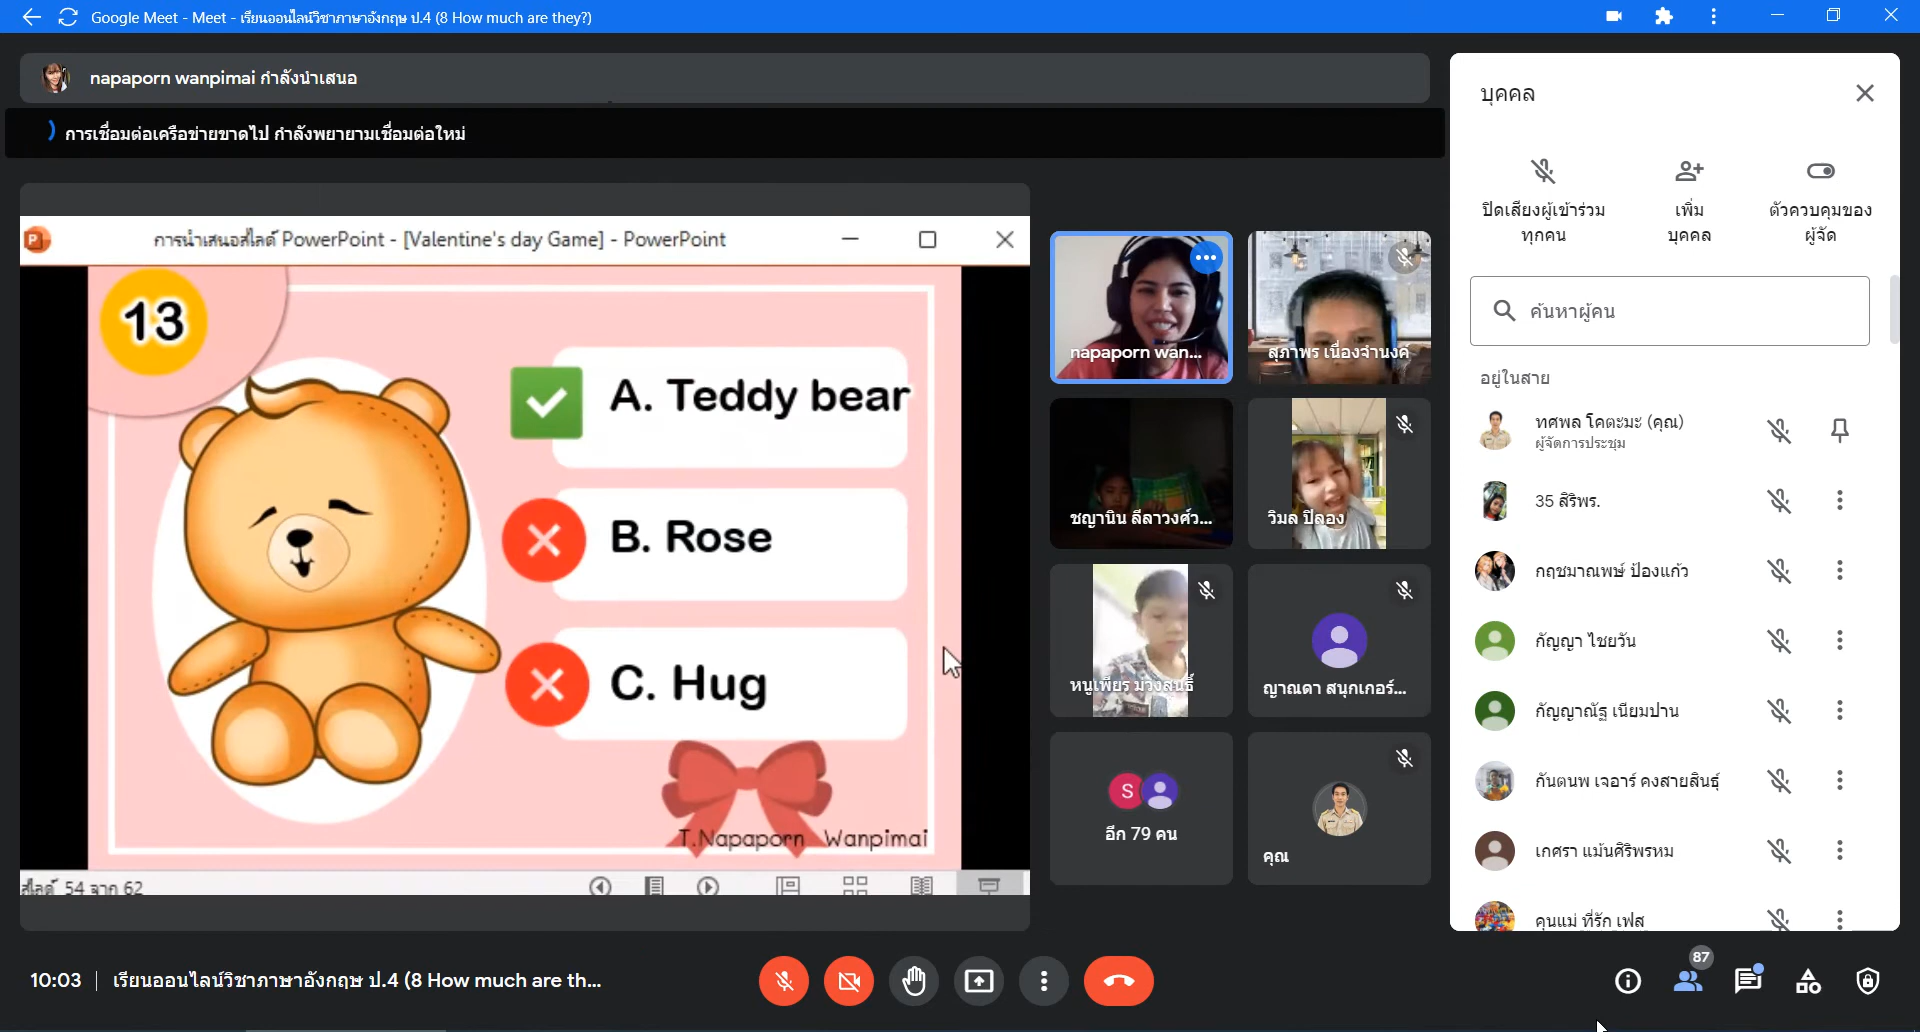 Google Meet - Meet - เรียนออนไลน์วิชาภาษาอังกฤษ ป.4 (8 How much are they?)
napaporn wanpimai กำลังนำเสนอ
การเชื่อมต่อเครือข่ายขาดไป กำลังพยายามเชื่อมต่อใหม่
การนำเสนอสไลด์ PowerPoint - [Valentine's day Game] - PowerPoint
13
A. Teddy bear
B. Rose
C. Hug
T.Napaporn Wanpimai
สไลด์ 54 จาก 62
napaporn wan...
สุภาพร เนื่องจำนงค์
ชญานิน ลีลาวงศ์ว...
วิมล ปีลอง
หนูเพียร ม่วงสนธิ์
ญาณดา สนุกเกอร์...
S
อีก 79 คน
คุณ
บุคคล
ปิดเสียงผู้เข้าร่วม
ทุกคน
เพิ่ม
บุคคล
ตัวควบคุมของ
ผู้จัด
ค้นหาผู้คน
อยู่ในสาย
ทศพล โคตะมะ (คุณ)
ผู้จัดการประชุม
35 สิริพร.
กฤชมาณพษ์ ป้องแก้ว
กัญญา ไชยวัน
กัญญาณัฐ เนียมปาน
กันตนพ เจอาร์ คงสายสินธุ์
เกศรา แม้นศิริพรหม
คุนแม่ ที่รัก เฟส
10:03
เรียนออนไลน์วิชาภาษาอังกฤษ ป.4 (8 How much are th...
87